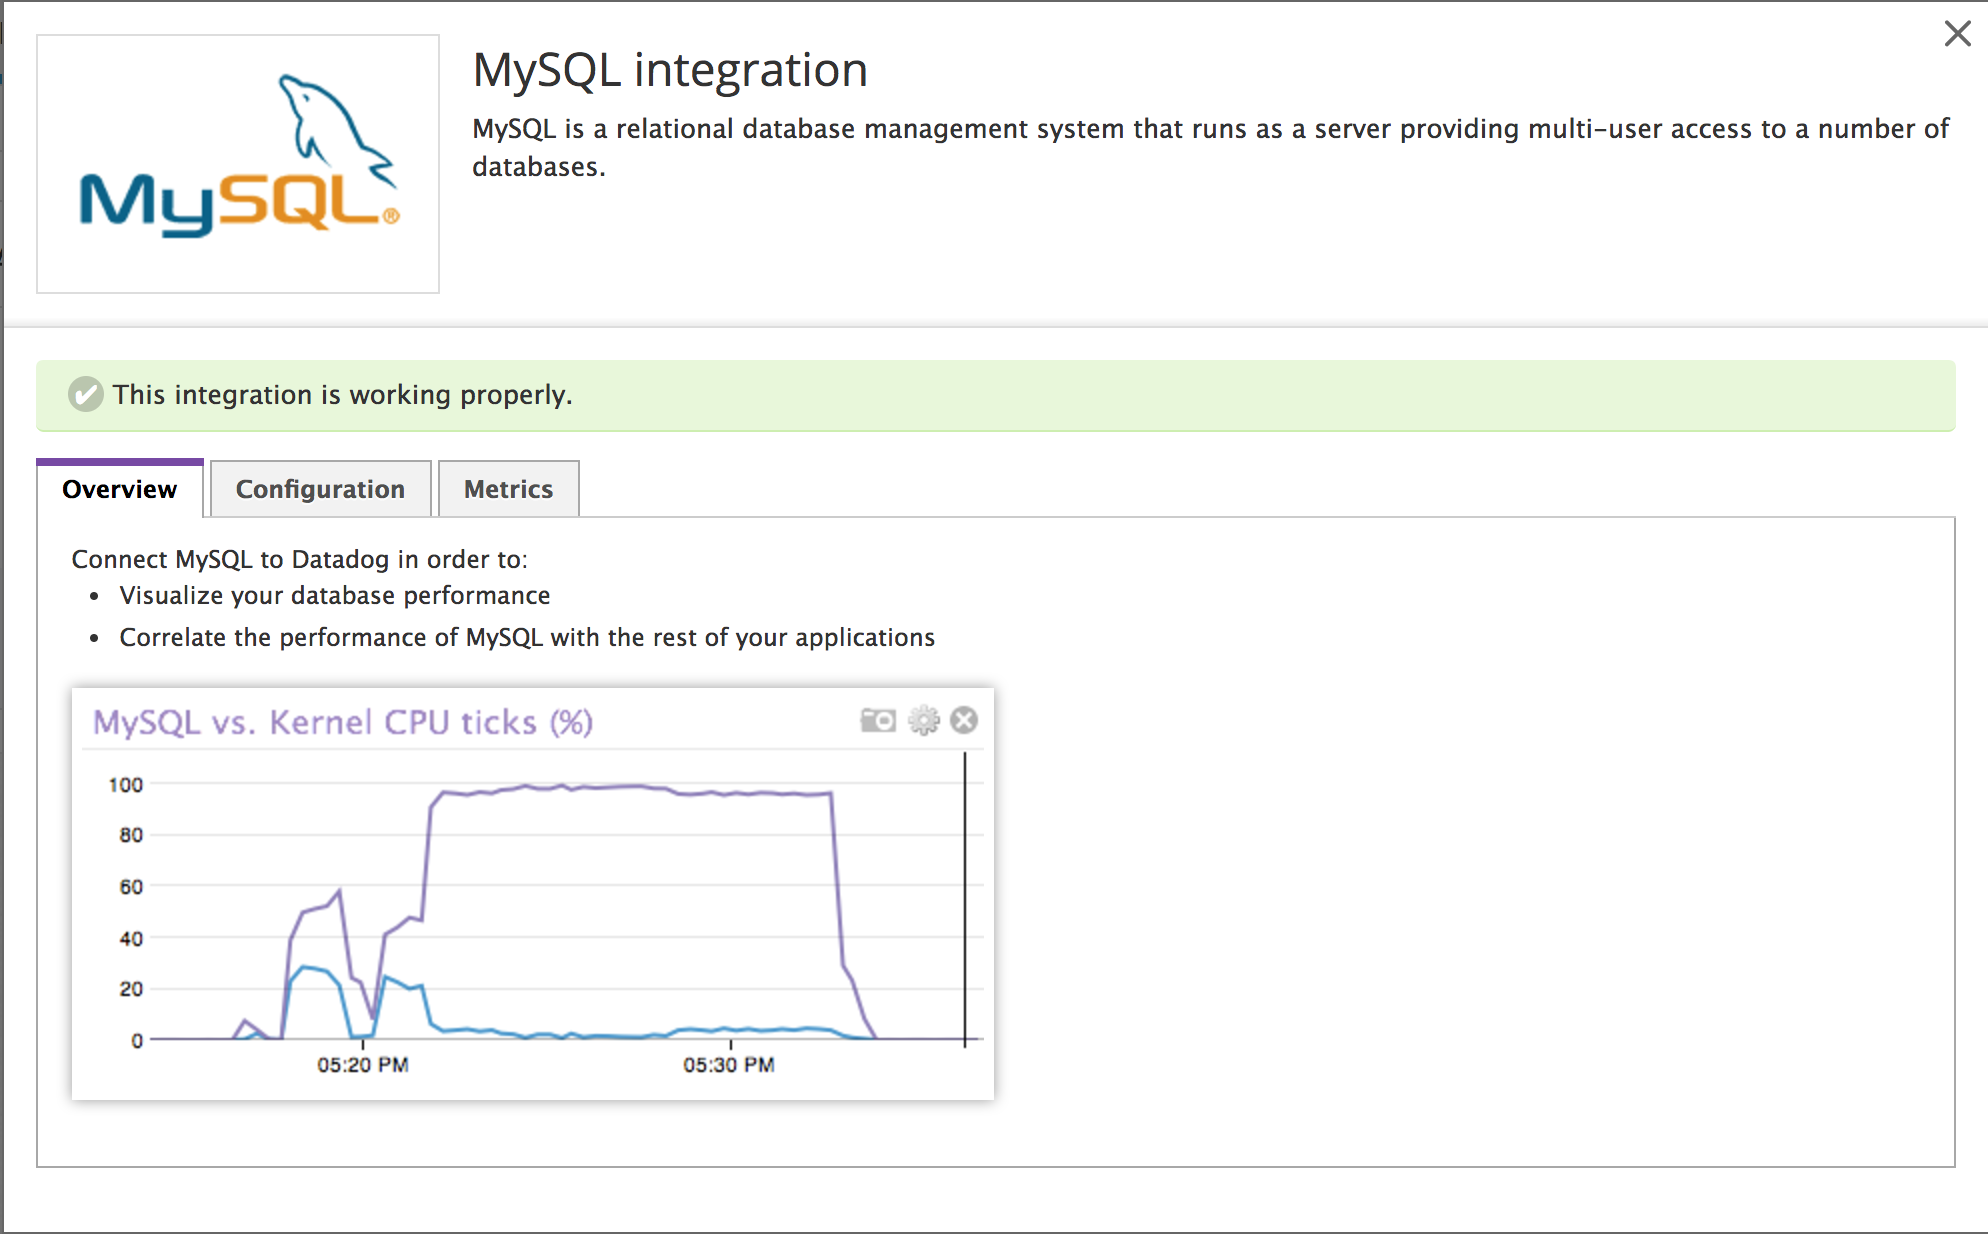 MySQL®
MySQL integration
MySQL is a relational database management system that runs as a server providing multi-user access to a number of
databases.
This integration is working properly.
Overview
Configuration
Metrics
Connect MySQL to Datadog in order to:
• Visualize your database performance
• Correlate the performance of MySQL with the rest of your applications
MySQL vs. Kernel CPU ticks (%)
100
80
60
40
20
0
05:20 PM
05:30 PM